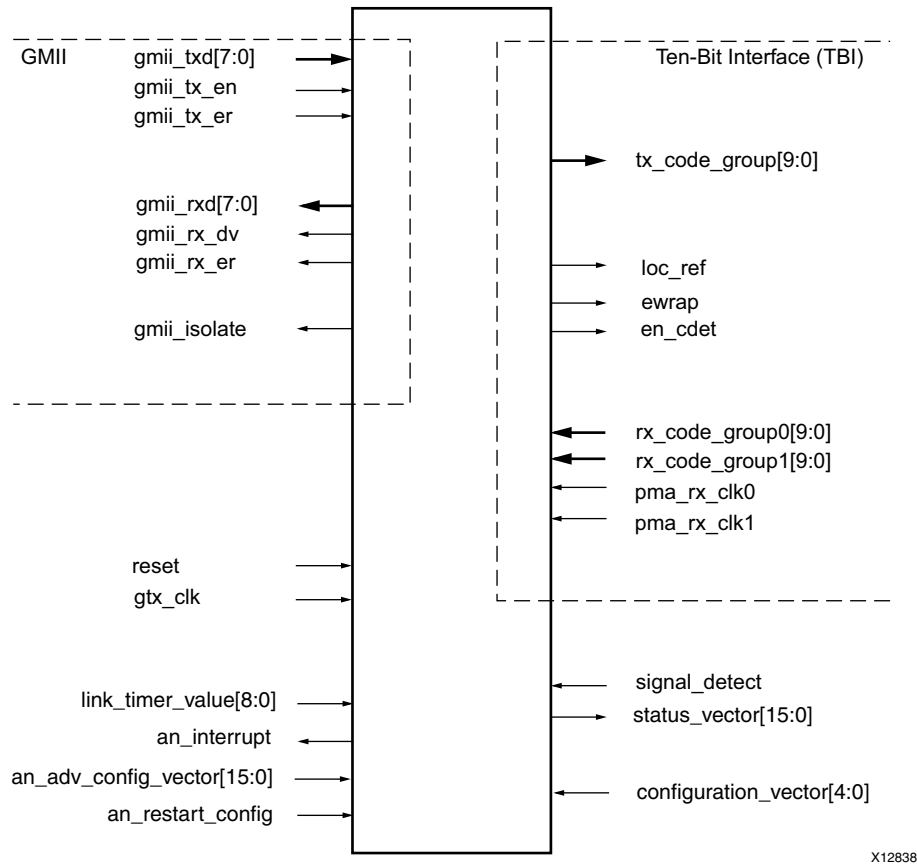 GMII
gmii_txd[7:0]
gmii_tx_en
gmii_tx_er
gmii_rxd[7:0]
gmii_rx_dv
gmii_rx_er
gmii_isolate
reset
gtx_clk
link_timer_value[8:0]
an_interrupt
an_adv_config_vector[15:0]
an_restart_config
Ten-Bit Interface (TBI)
tx_code_group[9:0]
loc_ref
ewrap
en_cdet
rx_code_group0[9:0]
rx_code_group1[9:0]
pma_rx_clk0
pma_rx_clk1
signal_detect
status_vector[15:0]
configuration_vector[4:0]
X12838